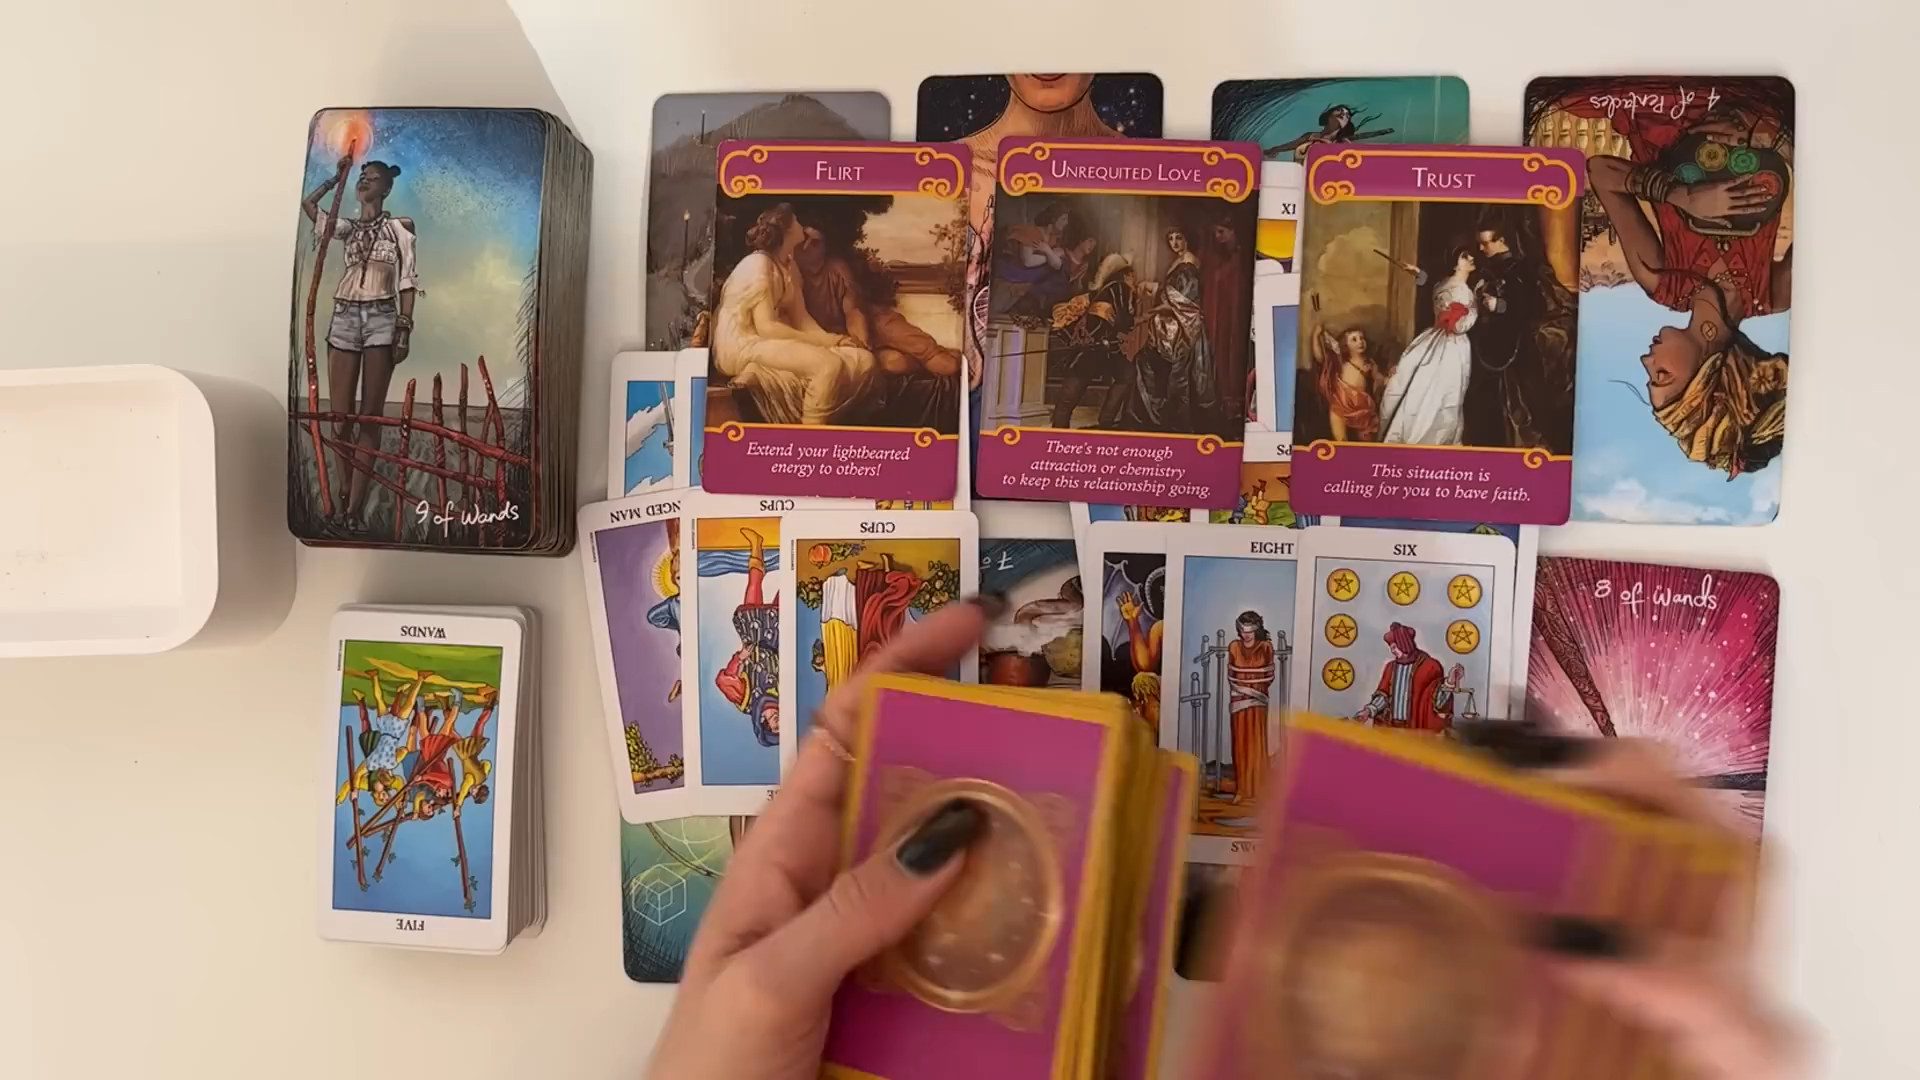 4 of Pentacles
FLIRT
UNREQUITED LOVE
TRUST
XI
Extend your lighthearted
energy to others!
There's not enough
attraction or chemistry
to keep this relationship going.
This situation is
calling for you to have faith.
9 of Wands
CUPS
CUPS
EIGHT
SIX
7 of
8 of Wands
WANDS
FIVE